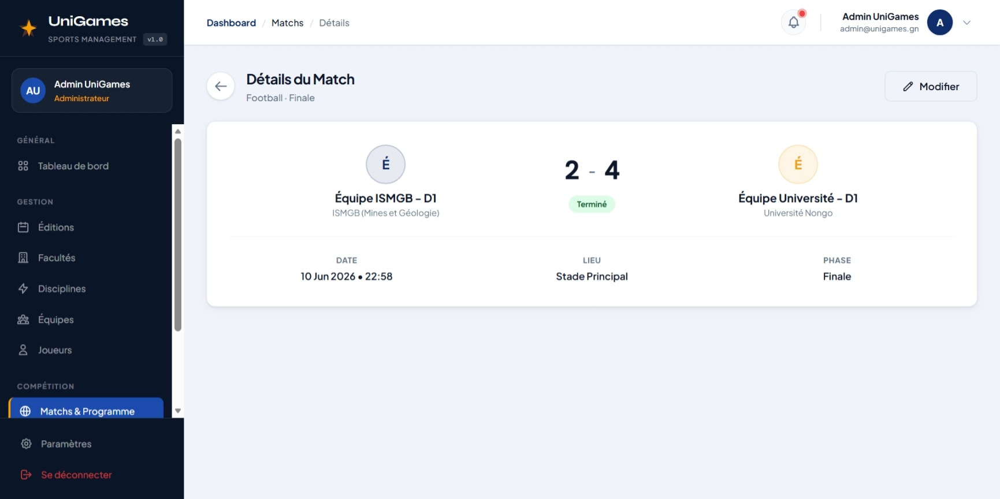 UniGames
SPORTS MANAGEMENT v1.0
AU
Admin UniGames
Administrateur
GÉNÉRAL
Tableau de bord
GESTION
Éditions
Facultés
Disciplines
Équipes
Joueurs
COMPÉTITION
Matchs & Programme
Paramètres
Se déconnecter
Dashboard / Matchs / Détails
Admin UniGames
admin@unigames.gn
A
Détails du Match
Football · Finale
Modifier
É
Équipe ISMGB - D1
ISMGB (Mines et Géologie)
2 - 4
Terminé
É
Équipe Université - D1
Université Nongo
DATE
10 Jun 2026 • 22:58
LIEU
Stade Principal
PHASE
Finale